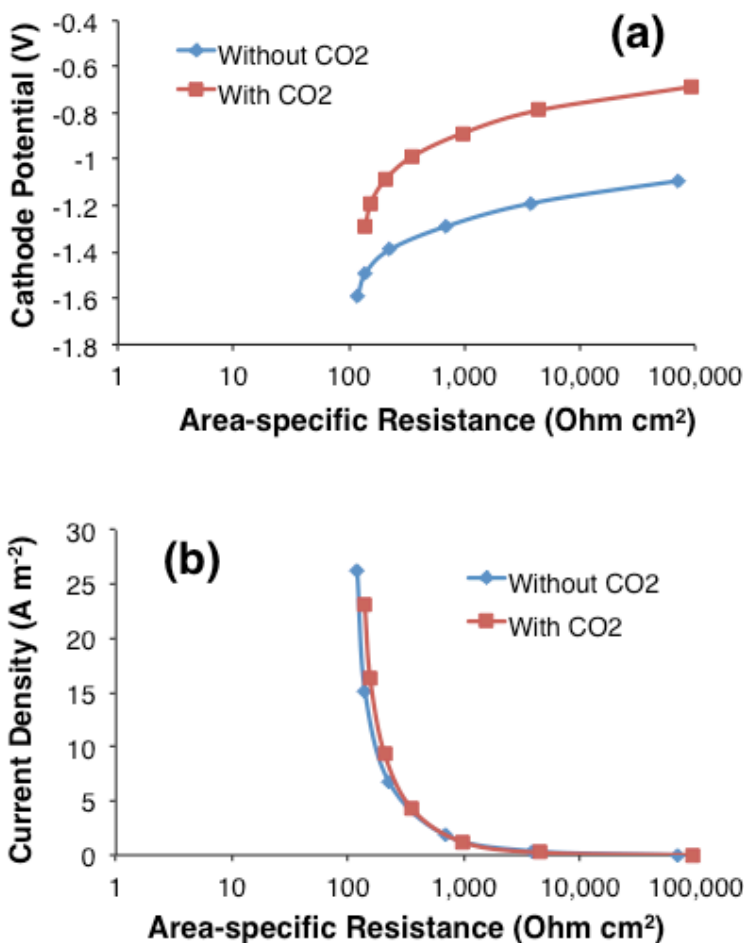 (a)
Without CO2
With CO2
Cathode Potential (V)
-0.4
-0.6
-0.8
-1
-1.2
-1.4
-1.6
-1.8
1 10 100 1,000 10,000 100,000
Area-specific Resistance (Ohm cm²)
(b)
Without CO2
With CO2
Current Density (A m⁻²)
30
25
20
15
10
5
0
1 10 100 1,000 10,000 100,000
Area-specific Resistance (Ohm cm²)